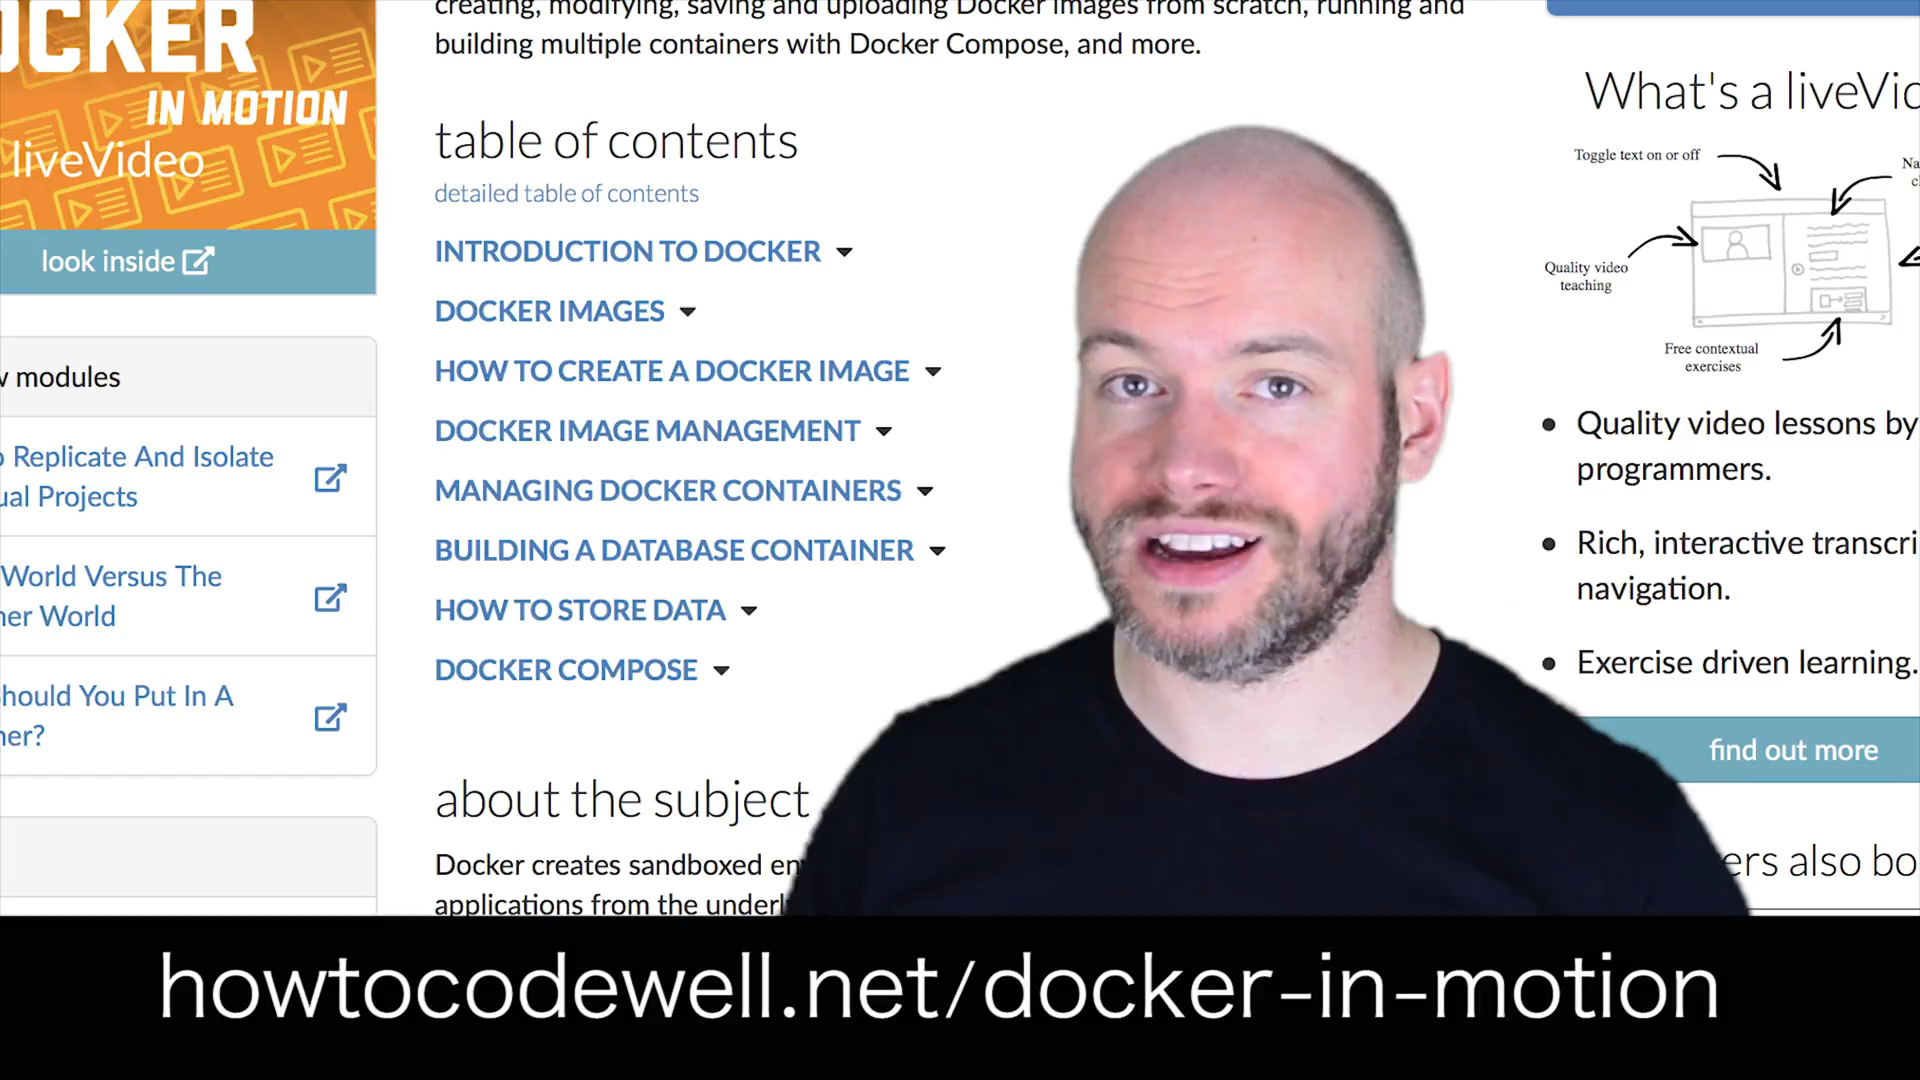 OCKER
IN MOTION
liveVideo
look inside
modules
Replicate And Isolate
Projects
World Versus The
World
Should You Put In A
creating, modifying, saving and uploading Docker images from scratch, running and
building multiple containers with Docker Compose, and more.
table of contents
detailed table of contents
INTRODUCTION TO DOCKER
DOCKER IMAGES
HOW TO CREATE A DOCKER IMAGE
DOCKER IMAGE MANAGEMENT
MANAGING DOCKER CONTAINERS
BUILDING A DATABASE CONTAINER
HOW TO STORE DATA
DOCKER COMPOSE
about the subject
Docker creates sandboxed en
applications from the underl
What's a liveVid
Toggle text on or off
Na
Quality video
teaching
Free contextual
exercises
Quality video lessons by
programmers.
Rich, interactive transcri
navigation.
Exercise driven learning.
find out more
ers also bo
howtocodewell.net/docker-in-motion